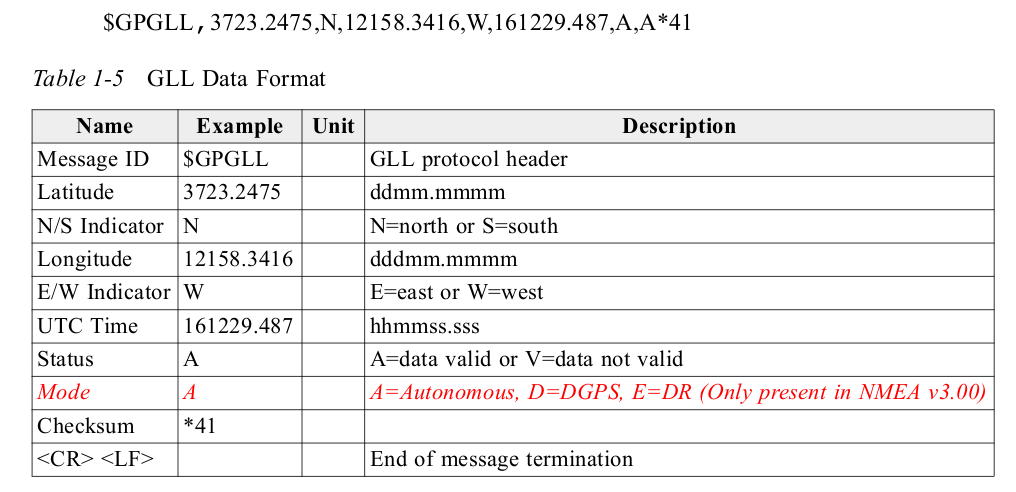 $GPGLL,3723.2475,N,12158.3416,W,161229.487,A,A*41
Table 1-5 GLL Data Format
Name Example Unit Description
Message ID $GPGLL GLL protocol header
Latitude 3723.2475 ddmm.mmmm
N/S Indicator N N=north or S=south
Longitude 12158.3416 dddmm.mmmm
E/W Indicator W E=east or W=west
UTC Time 161229.487 hhmmss.sss
Status A A=data valid or V=data not valid
Mode A A=Autonomous, D=DGPS, E=DR (Only present in NMEA v3.00)
Checksum *41
<CR> <LF> End of message termination